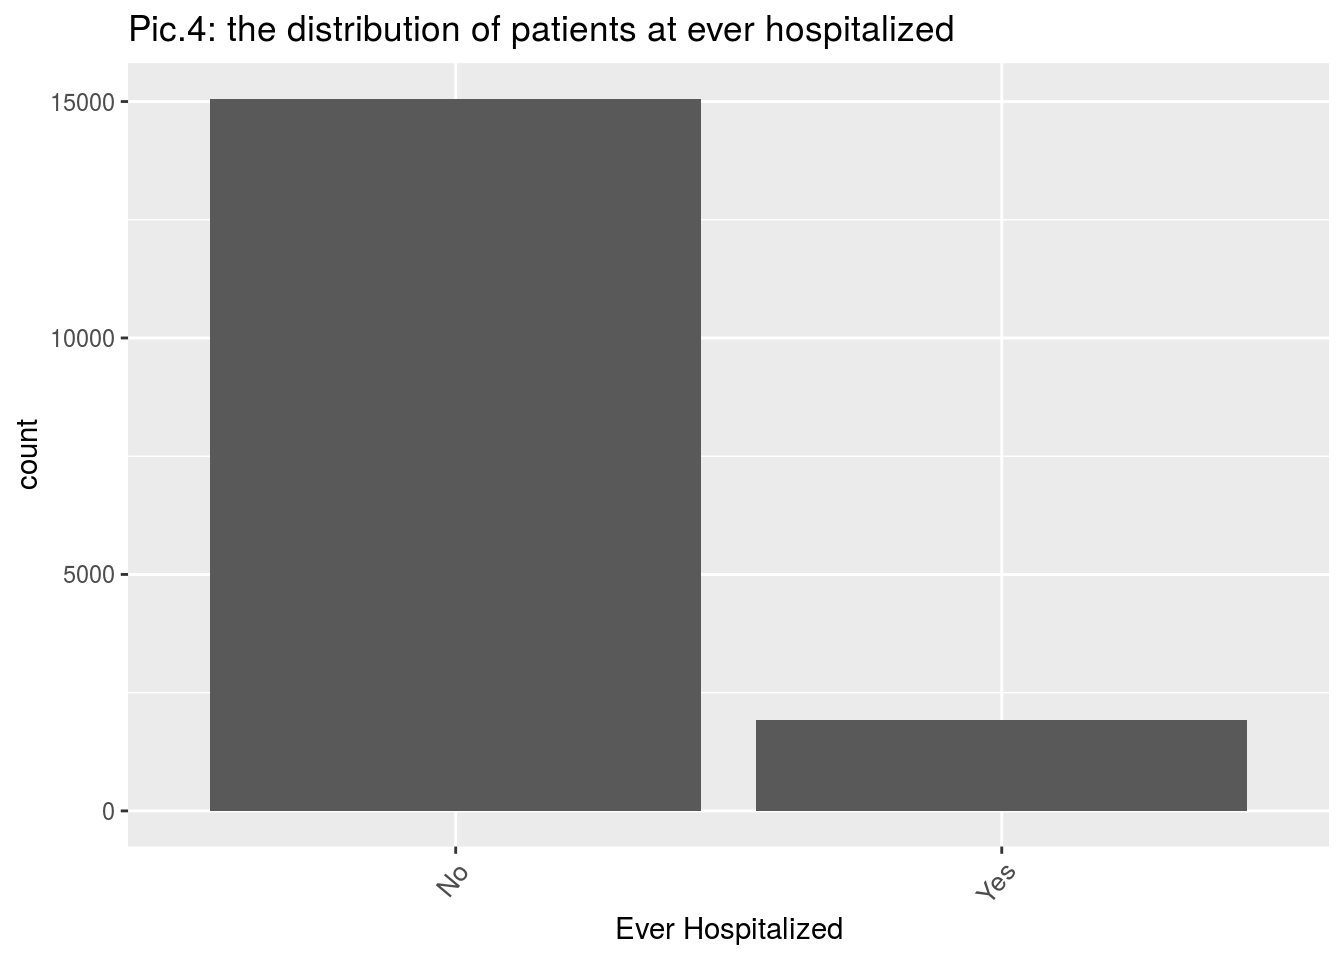 Pic.4: the distribution of patients at ever hospitalized
15000
10000
5000
0
count
No
Yes
Ever Hospitalized